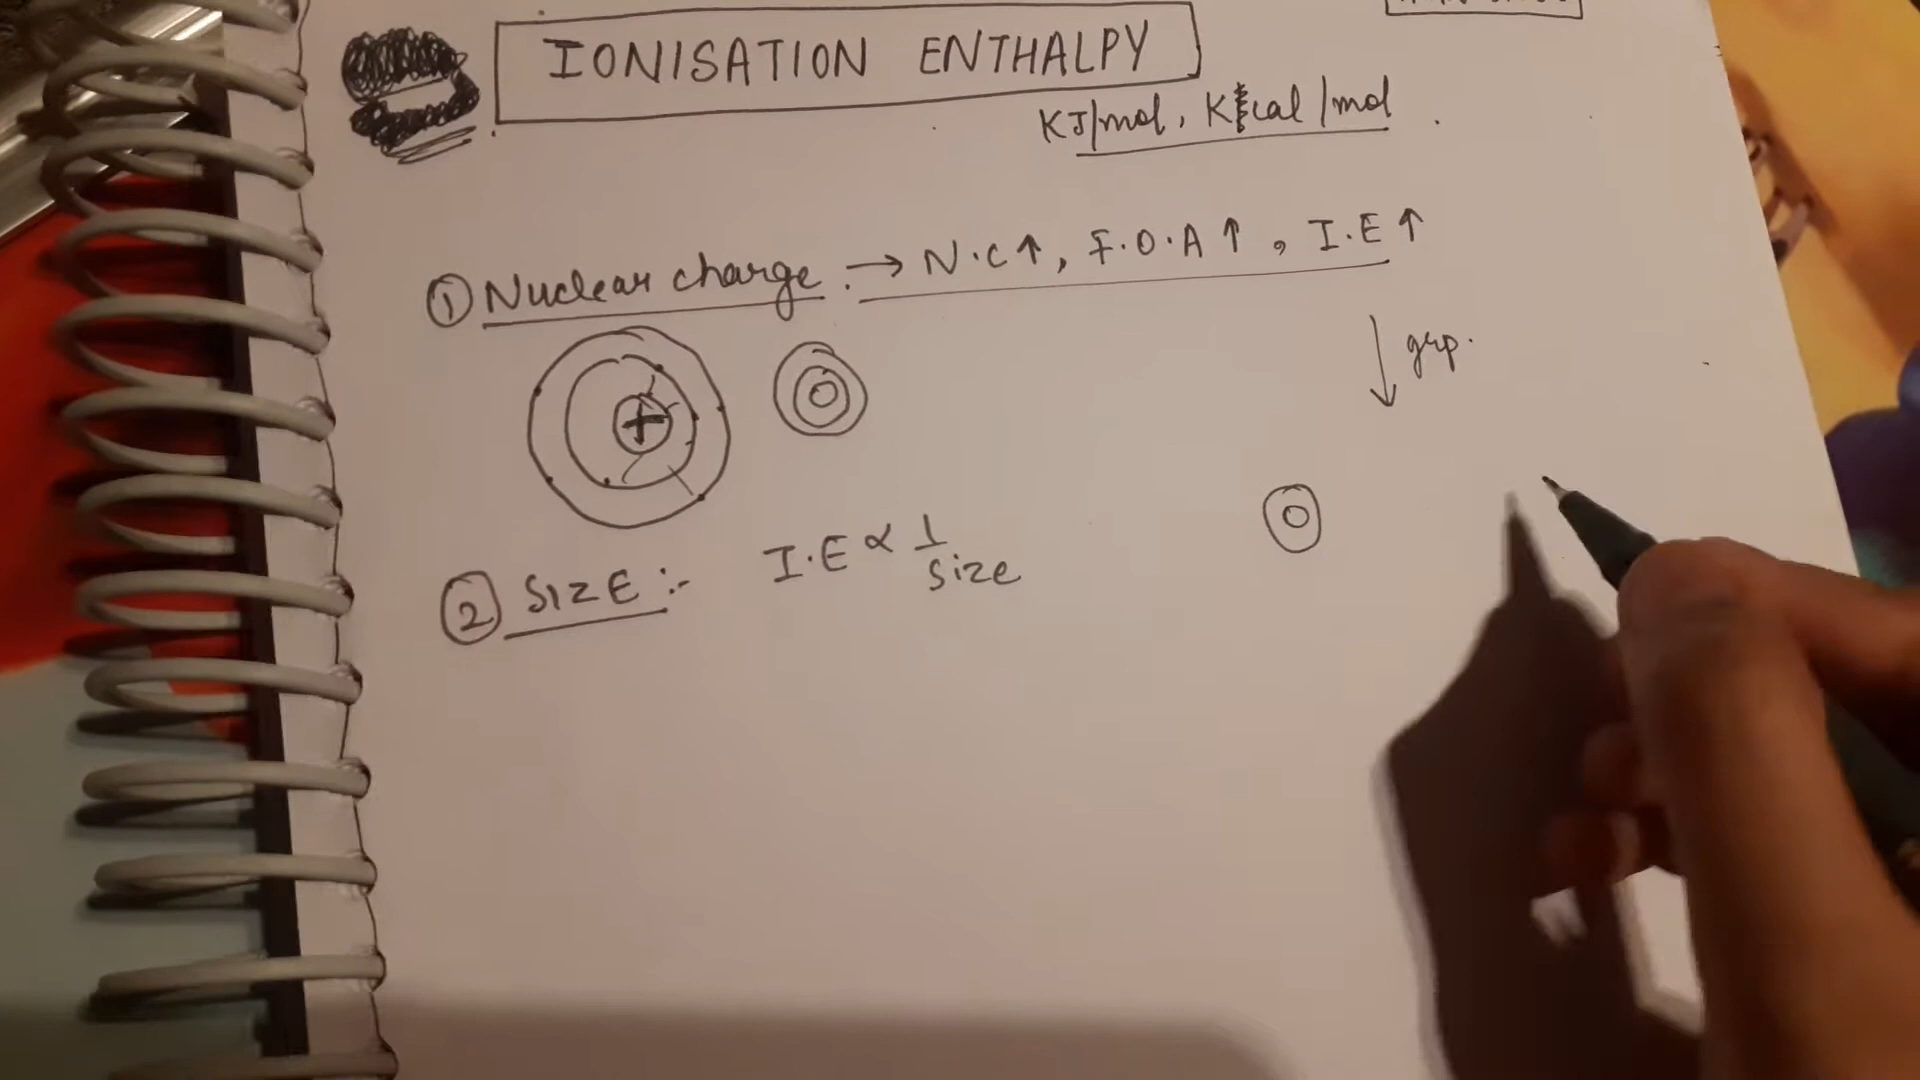 IONISATION ENTHALPY
KJ/mol, Kcal/mol
① Nuclear charge. → N.C↑, F.O.A↑, I.E↑
↓ grp.
+
② SIZE :- I.E ∝ 1/Size